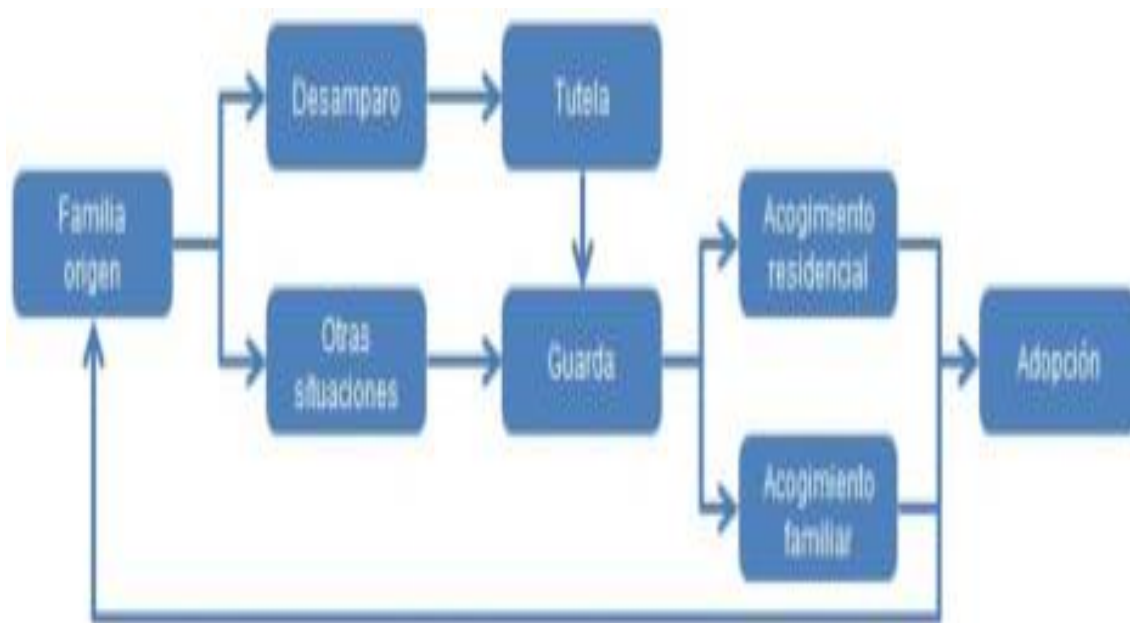 Desamparo
Tutela
Familia
origen
Acogimiento
residencial
Otras
situaciones
Guarda
Adopción
Acogimiento
familiar